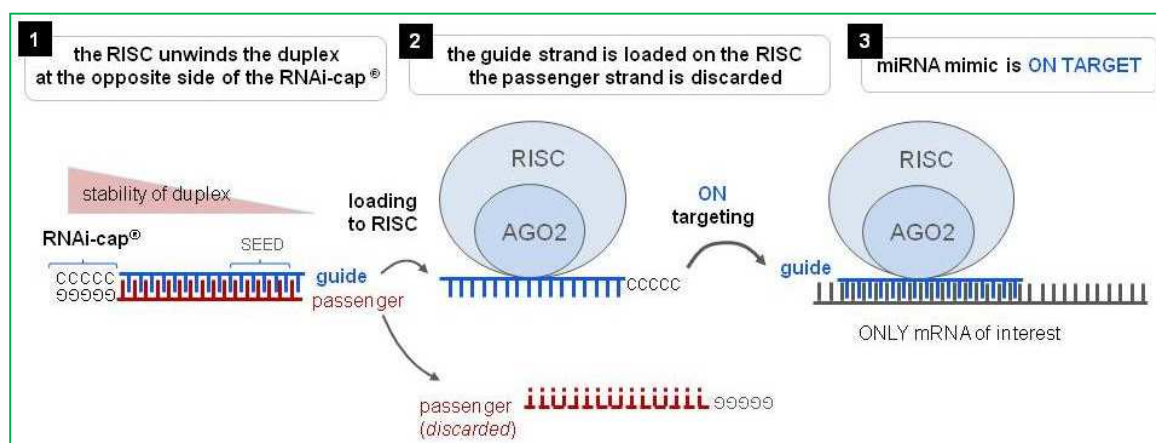 1
the RISC unwinds the duplex
at the opposite side of the RNAi-cap ®
2
the guide strand is loaded on the RISC
the passenger strand is discarded
3
miRNA mimic is ON TARGET
stability of duplex
RNAi-cap®
SEED
CCCCC
GGGGG
guide
passenger
loading
to RISC
RISC
AGO2
CCCCC
ON
targeting
RISC
AGO2
guide
ONLY mRNA of interest
passenger
(discarded)
GGGGG